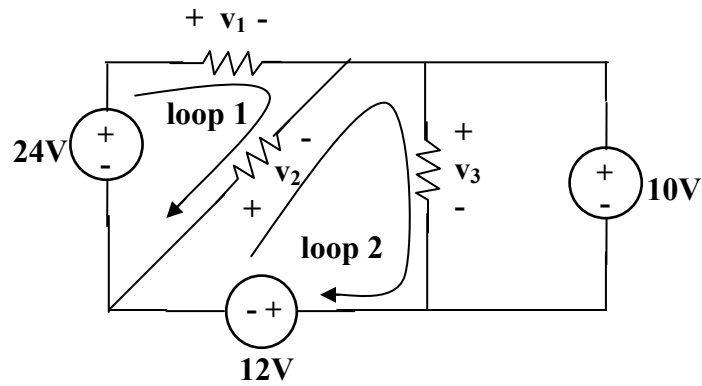 + v₁ -
loop 1
24V
+
-
-
v₂
+
+
v₃
-
+
-
10V
loop 2
- +
12V